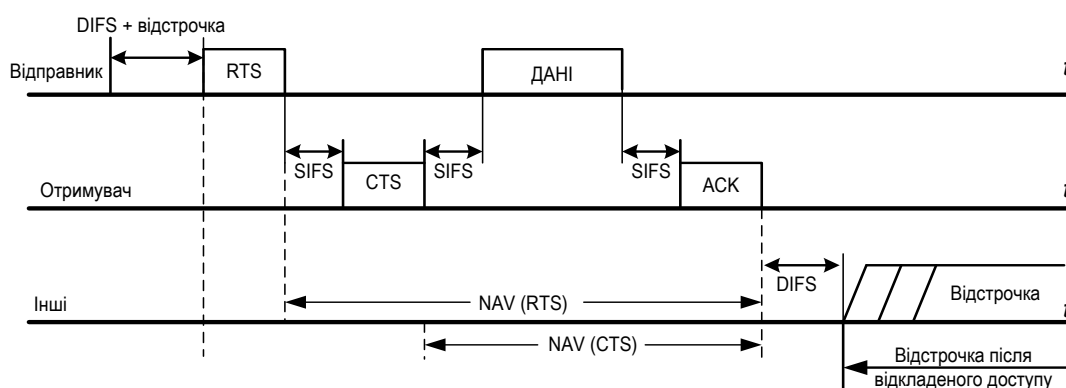 DIFS + відстрочка
Відправник
RTS
ДАНІ
t
SIFS
SIFS
SIFS
CTS
ACK
Отримувач
t
DIFS
Інші
NAV (RTS)
Відстрочка
t
NAV (CTS)
Відстрочка після
відкладеного доступу